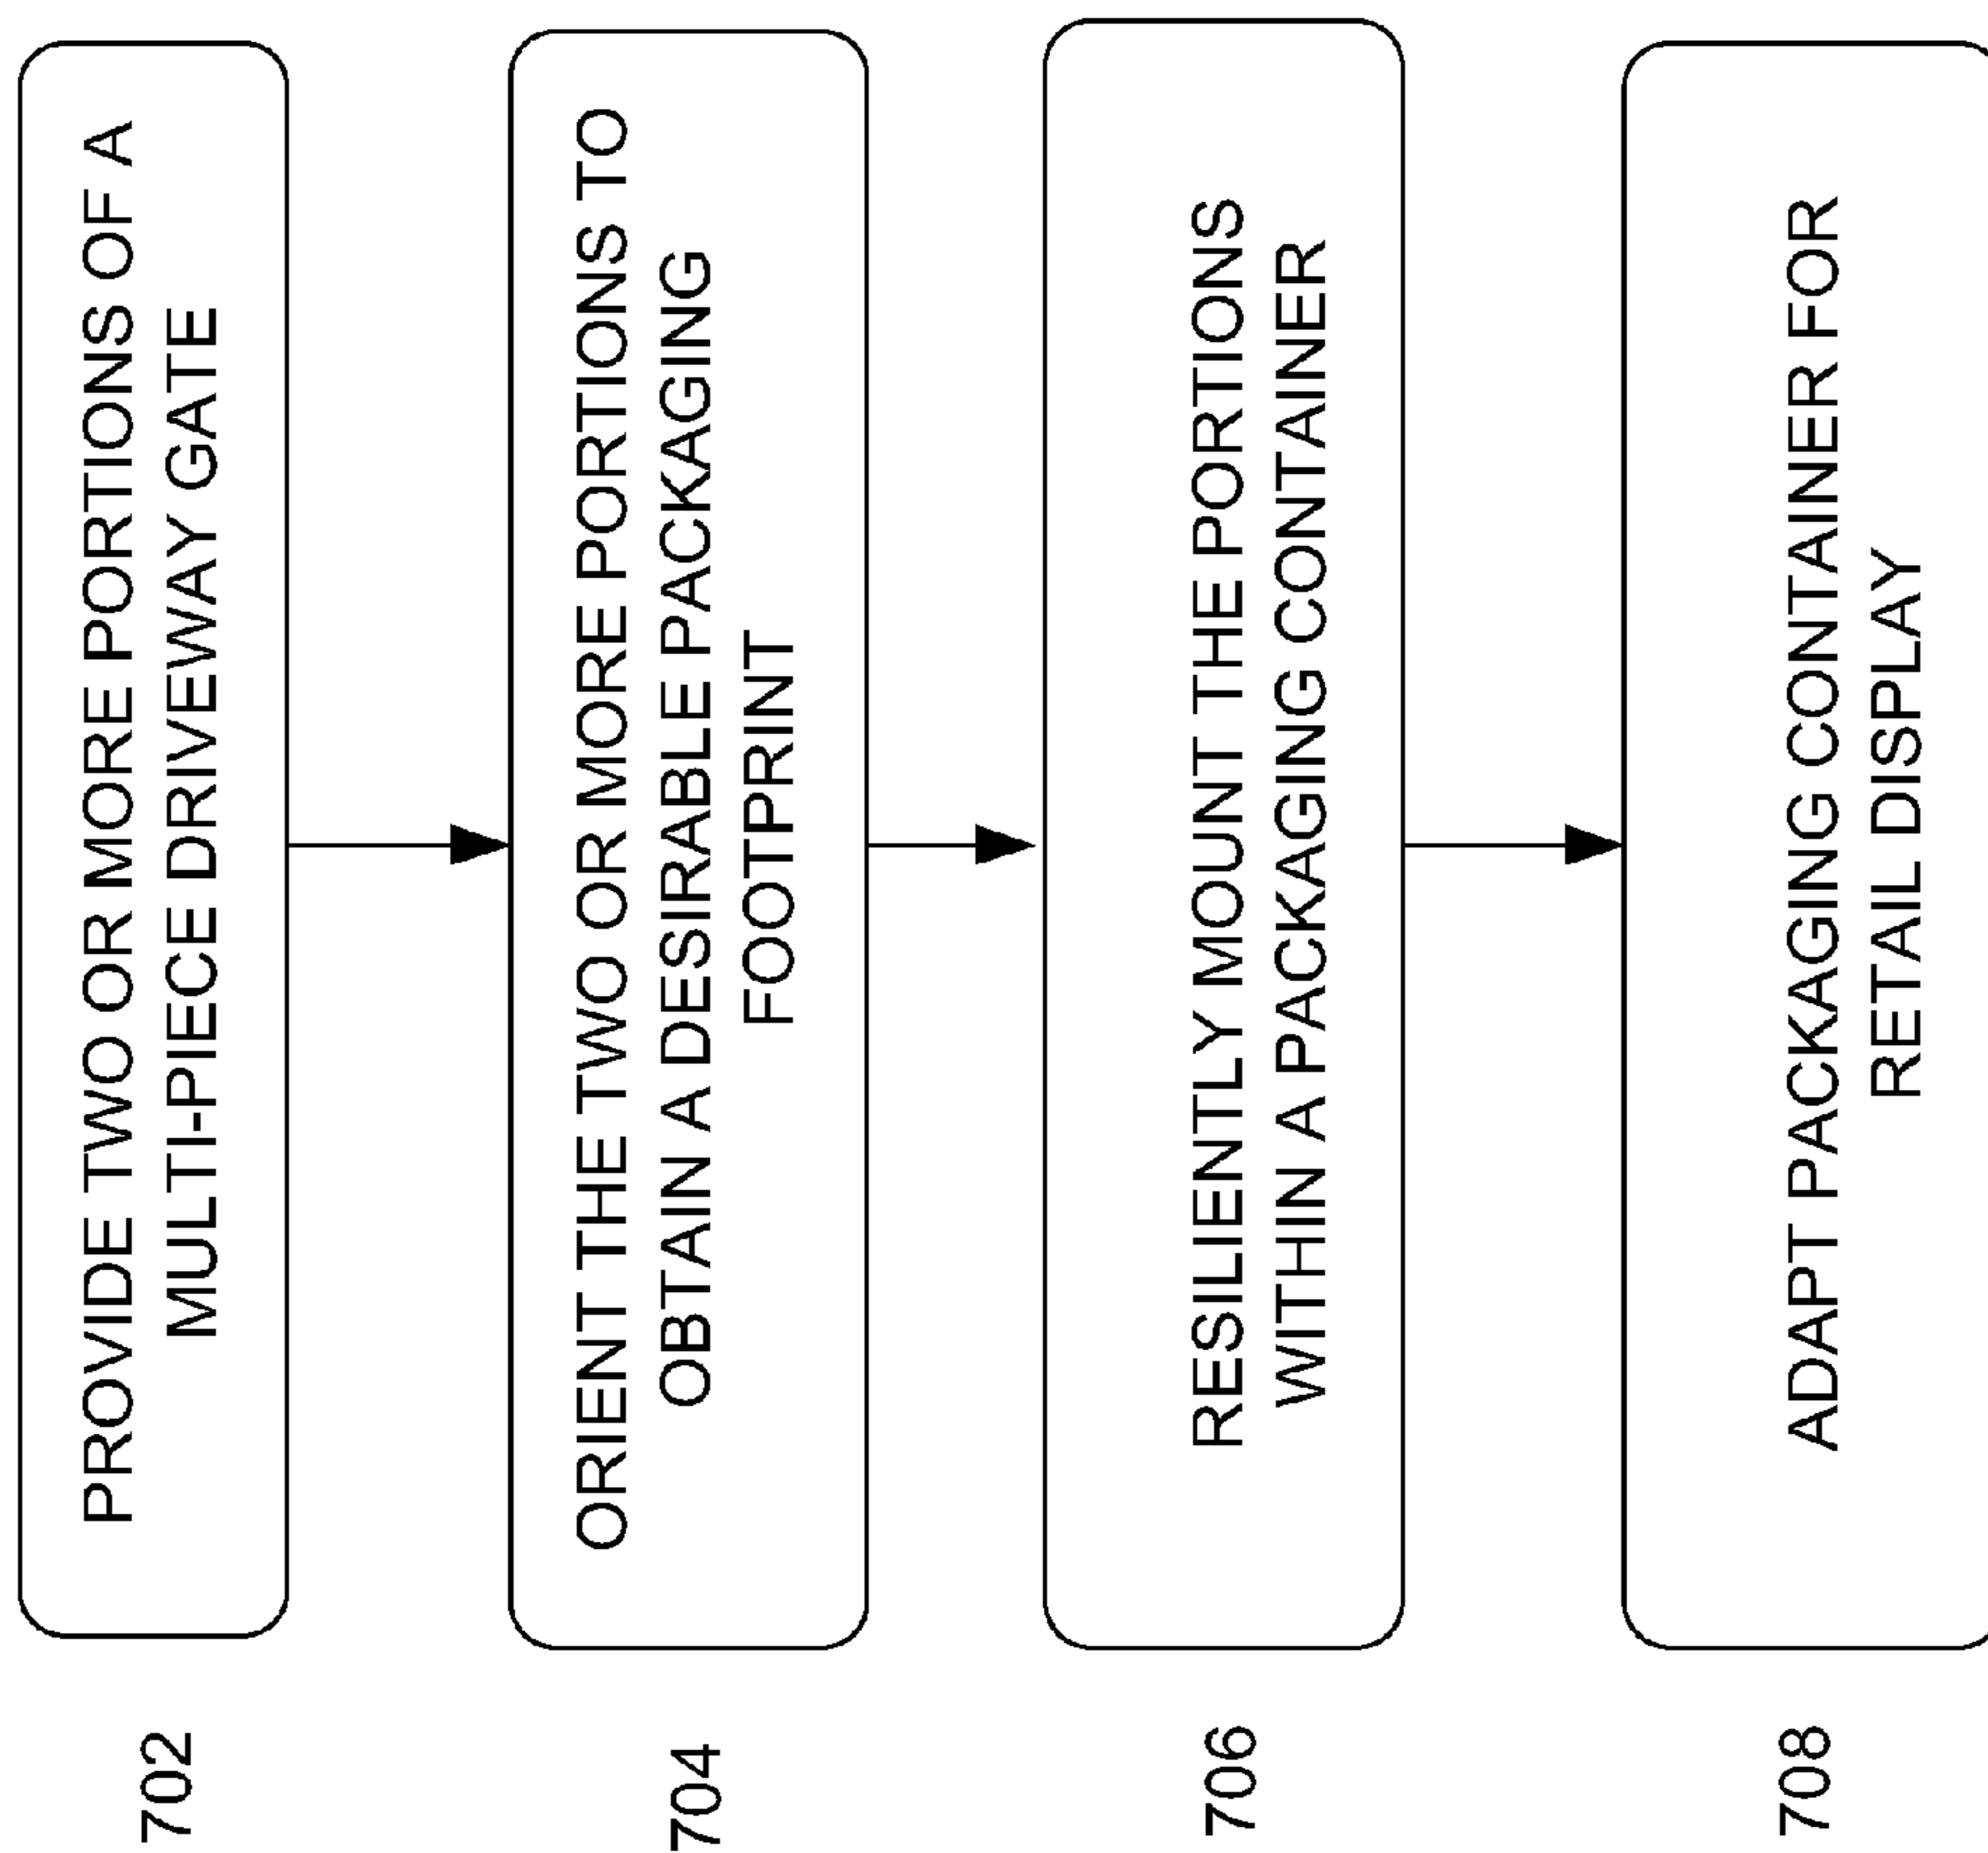 702
PROVIDE TWO OR MORE PORTIONS OF A
MULTI-PIECE DRIVEWAY GATE
704
ORIENT THE TWO OR MORE PORTIONS TO
OBTAIN A DESIRABLE PACKAGING
FOOTPRINT
706
RESILIENTLY MOUNT THE PORTIONS
WITHIN A PACKAGING CONTAINER
708
ADAPT PACKAGING CONTAINER FOR
RETAIL DISPLAY